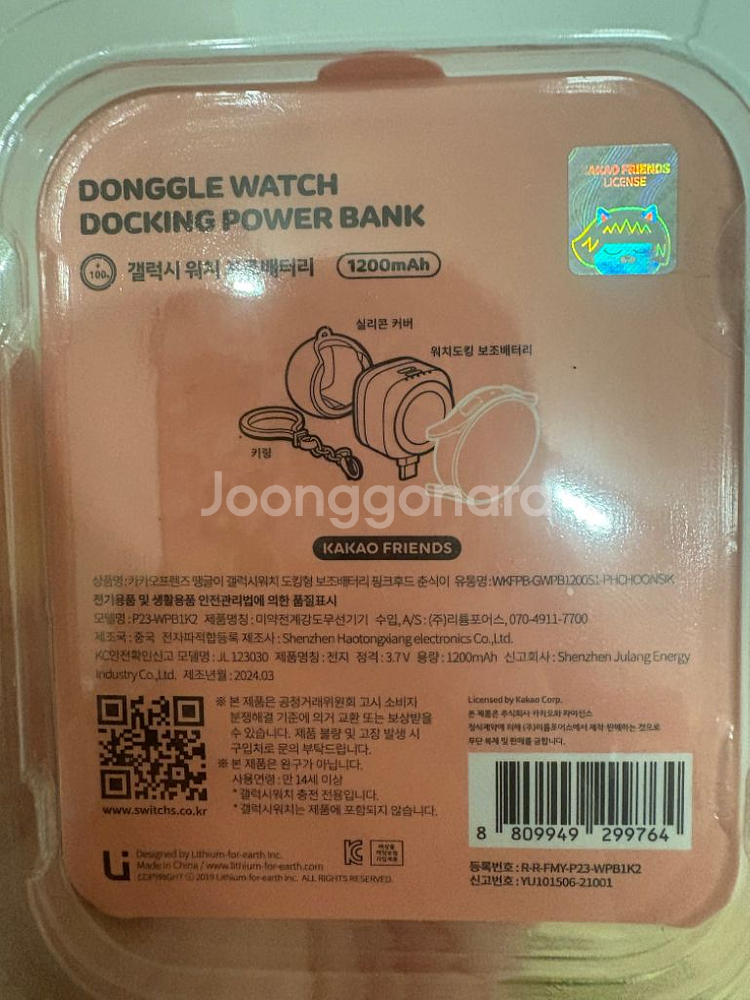 DONGGLE WATCH
DOCKING POWER BANK
100%
갤럭시 워치 보조배터리 1200mAh
KAKAO FRIENDS
LICENSE
실리콘 커버
워치도킹 보조배터리
키링
Joonggonara
KAKAO FRIENDS
상품명 : 카카오프렌즈 땡글이 갤럭시워치 도킹형 보조배터리 핑크후드 춘식이 유통명 : WKFPB-GWPB1200S1-PHCHOONSIK
전기용품 및 생활용품 안전관리법에 의한 품질표시
모델명 : P23-WPB1K2 제품명칭 : 미약전계강도무선기기 수입, A/S : (주)리튬포어스, 070-4911-7700
제조국 : 중국 전자파적합등록 제조사 : Shenzhen Haotongxiang electronics Co., Ltd.
KC안전확인신고 모델명 : JL 123030 제품명칭 : 전지 정격 : 3.7V 용량 : 1200mAh 신고회사 : Shenzhen Julang Energy
Industry Co., Ltd. 제조년월 : 2024.03
※ 본 제품은 공정거래위원회 고시 소비자
분쟁해결 기준에 의거 교환 또는 보상받을
수 있습니다. 제품 불량 및 고장 발생 시
구입처로 문의 부탁드립니다.
※ 본 제품은 완구가 아닙니다.
사용연령 : 만 14세 이상
* 갤럭시워치 충전 전용입니다.
* 갤럭시워치는 제품에 포함되지 않습니다.
www.switchs.co.kr
Licensed by Kakao Corp.
본 제품은 주식회사 카카오와 라이선스
정식계약에 의해 (주)리튬포어스에서 제작·판매하는 것으로
무단 복제 및 판매를 금합니다.
8 809949 299764
등록번호 : R-R-FMY-P23-WPB1K2
신고번호 : YU101506-21001
Li
Designed by Lithium-for-earth Inc.
Made in China / www.lithium-for-earth.com
COPYRIGHT ⓒ 2019 Lithium-for-earth Inc. ALL RIGHTS RESERVED.
KC
배상물
책임보험
가입제품